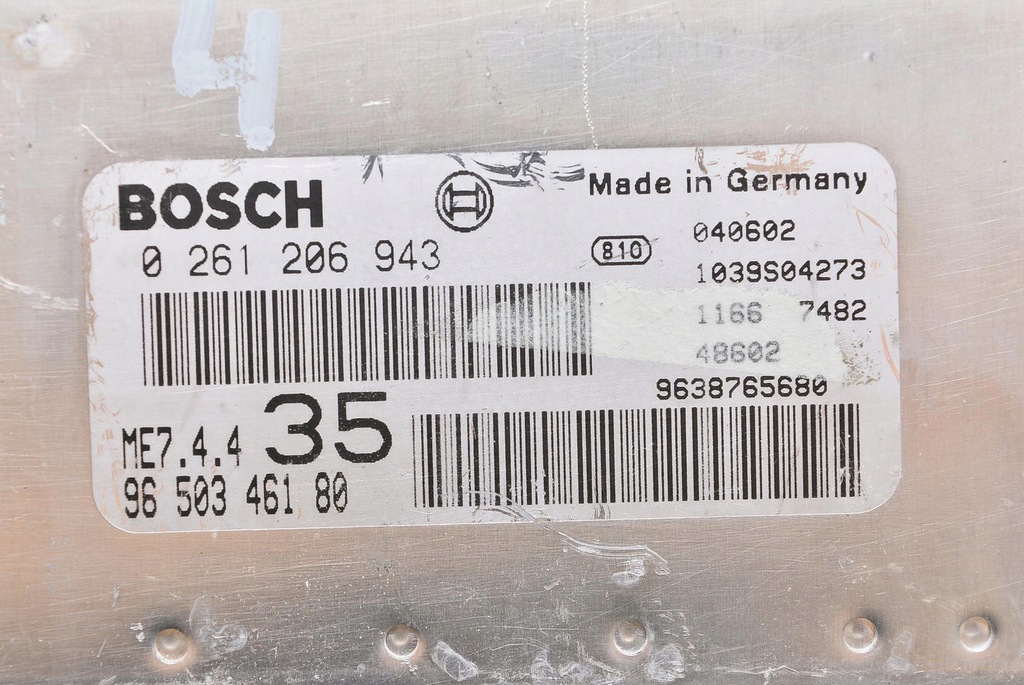 4
BOSCH
Made in Germany
0 261 206 943
810
040602
1039S04273
1166 7482
48602
9638765680
ME7.4.4
35
96 503 461 80